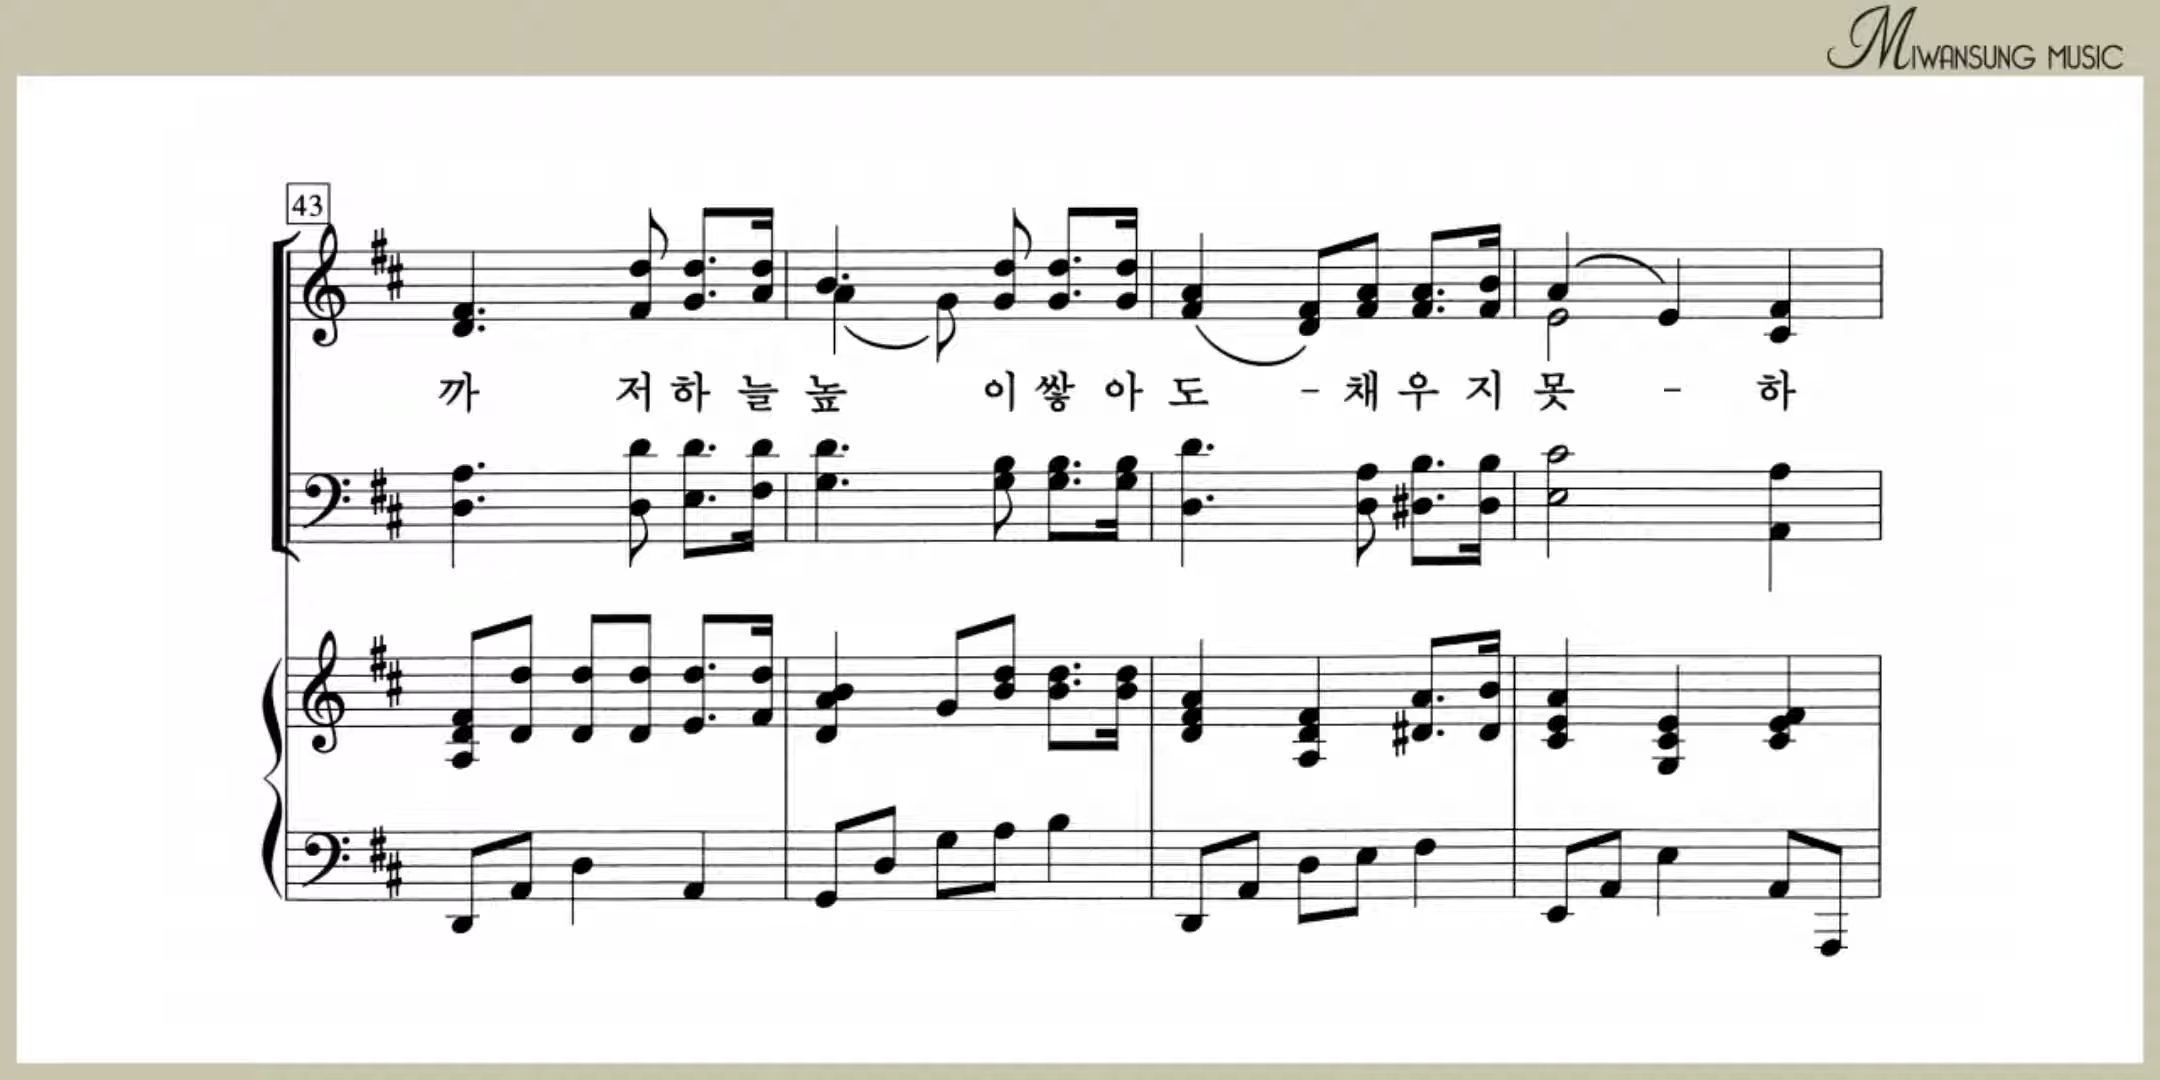 MIWANSUNG MUSIC
43
까 저 하 늘 높 이 쌓 아 도 - 채 우 지 못 - 하